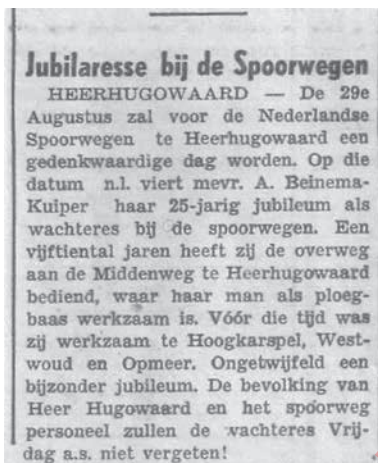 Jubilaresse bij de Spoorwegen
HEERHUGOWAARD — De 29e
Augustus zal voor de Nederlandse
Spoorwegen te Heerhugowaard een
gedenkwaardige dag worden. Op die
datum n.l. viert mevr. A. Beinema-
Kuiper haar 25-jarig jubileum als
wachteres bij de spoorwegen. Een
vijftiental jaren heeft zij de overweg
aan de Middenweg te Heerhugowaard
bediend, waar haar man als ploeg-
baas werkzaam is. Vóór die tijd was
zij werkzaam te Hoogkarspel, West-
woud en Opmeer. Ongetwijfeld een
bijzonder jubileum. De bevolking van
Heer Hugowaard en het spoorweg
personeel zullen de wachteres Vrij-
dag a.s. niet vergeten!